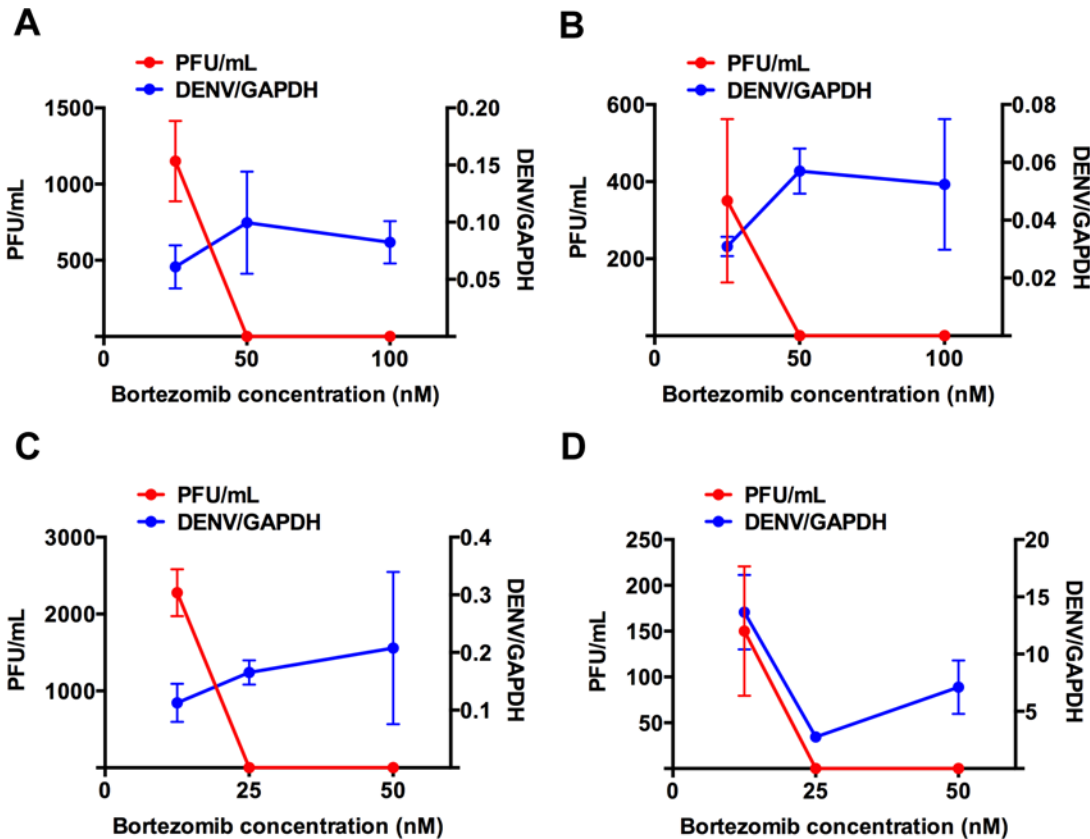 A
PFU/mL
DENV/GAPDH
1500
1000
500
0
50
100
0.20
0.15
0.10
0.05
PFU/mL
DENV/GAPDH
Bortezomib concentration (nM)
B
PFU/mL
DENV/GAPDH
600
400
200
0
50
100
0.08
0.06
0.04
0.02
PFU/mL
DENV/GAPDH
Bortezomib concentration (nM)
C
PFU/mL
DENV/GAPDH
3000
2000
1000
0
25
50
0.4
0.3
0.2
0.1
PFU/mL
DENV/GAPDH
Bortezomib concentration (nM)
D
PFU/mL
DENV/GAPDH
250
200
150
100
50
0
25
50
20
15
10
5
PFU/mL
DENV/GAPDH
Bortezomib concentration (nM)